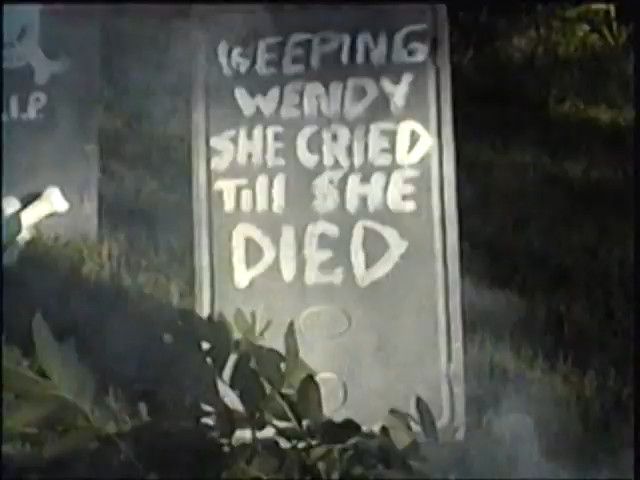 .I.P.
WEEPING
WENDY
SHE CRIED
Till SHE
DIED